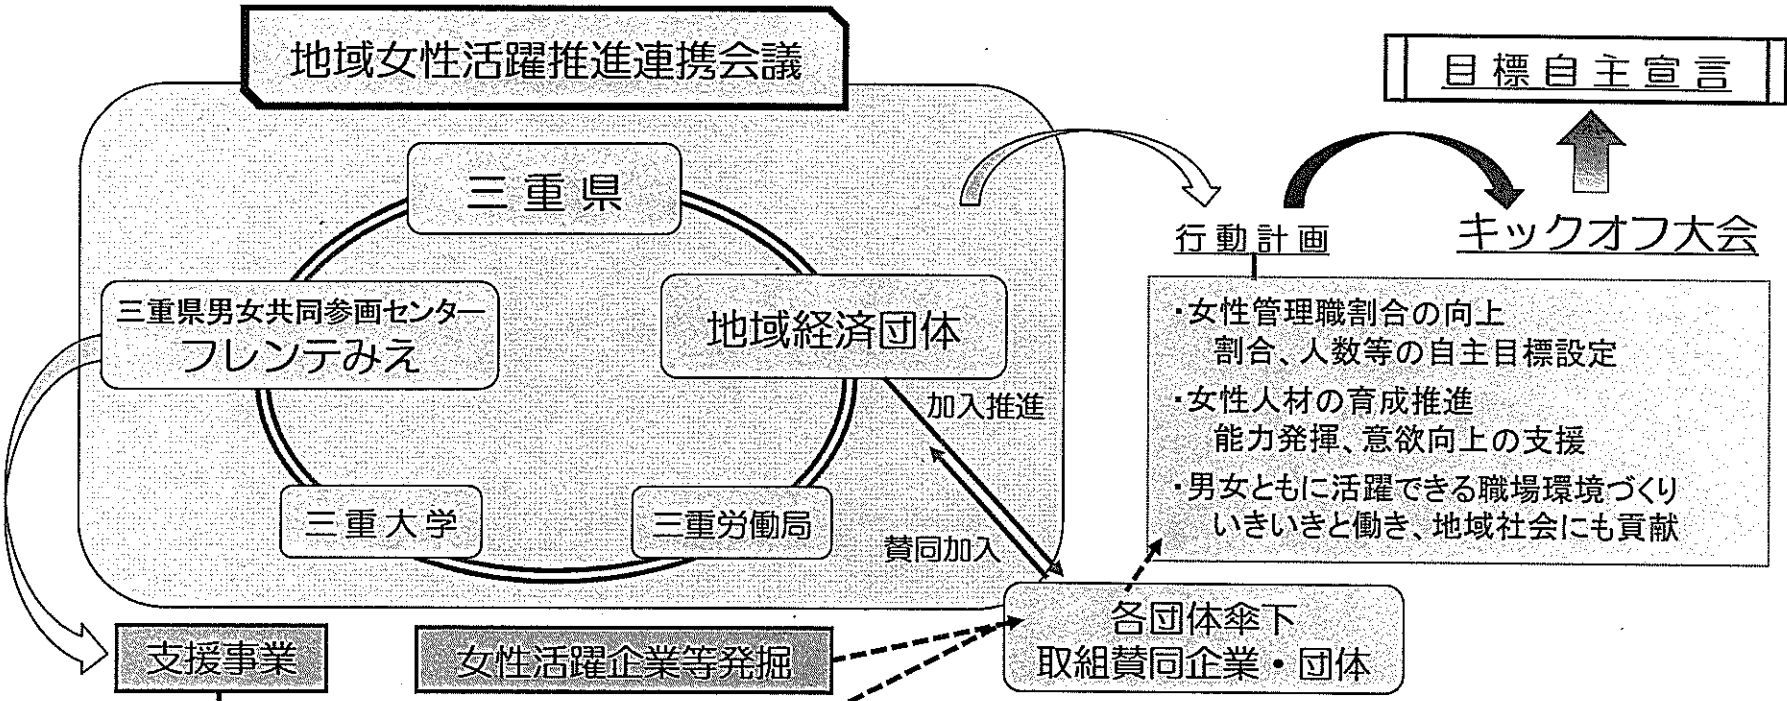 地域女性活躍推進連携会議
目標自主宣言
三重県
行動計画
キックオフ大会
三重県男女共同参画センター
フレンテみえ
地域経済団体
・女性管理職割合の向上
割合、人数等の自主目標設定
・女性人材の育成推進
能力発揮、意欲向上の支援
・男女ともに活躍できる職場環境づくり
いきいきと働き、地域社会にも貢献
加入推進
三重大学
三重労働局
賛同加入
各団体傘下
取組賛同企業・団体
支援事業
女性活躍企業等発掘